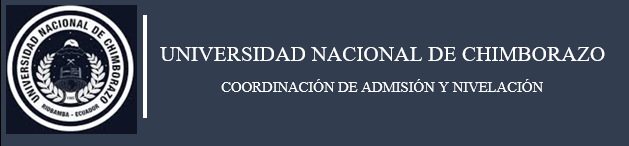 UNIVERSIDAD NACIONAL DE CHIMBORAZO
RIOBAMBA - ECUADOR
UNIVERSIDAD NACIONAL DE CHIMBORAZO
COORDINACIÓN DE ADMISIÓN Y NIVELACIÓN